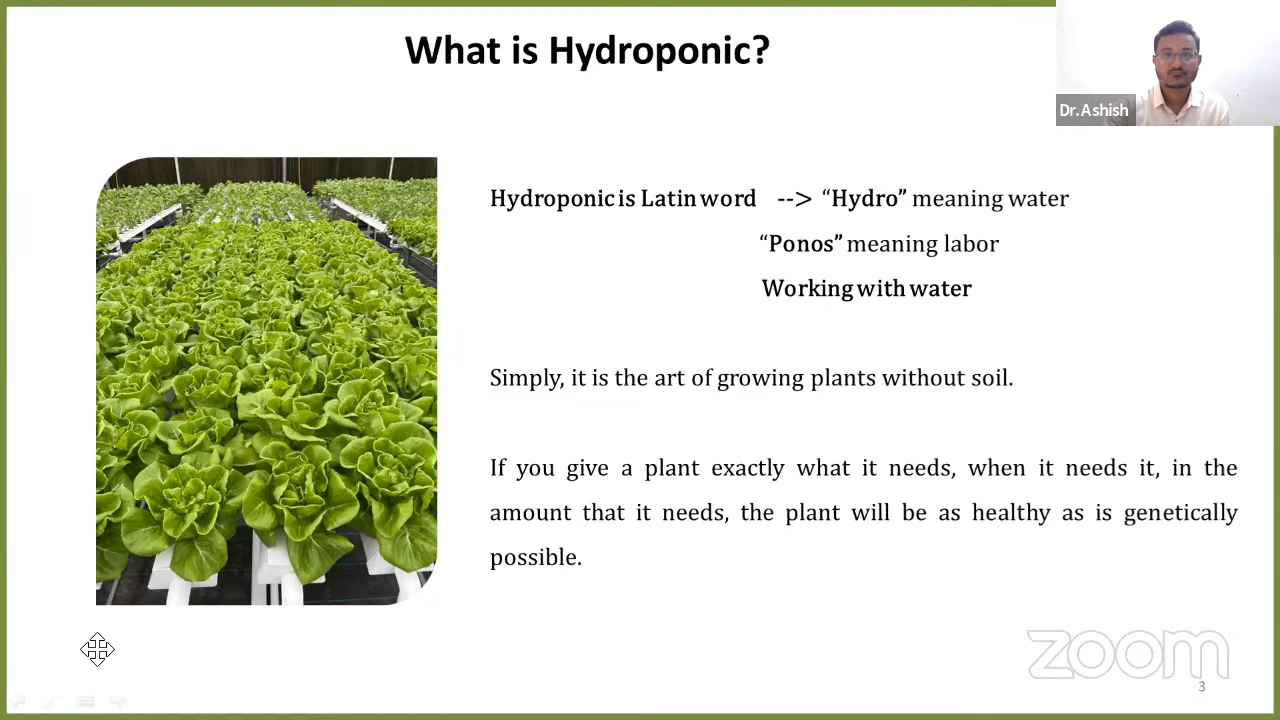 What is Hydroponic?
Dr.Ashish
Hydroponic is Latin word --> “Hydro” meaning water
“Ponos” meaning labor
Working with water
Simply, it is the art of growing plants without soil.
If you give a plant exactly what it needs, when it needs it, in the
amount that it needs, the plant will be as healthy as is genetically
possible.
zoom
3